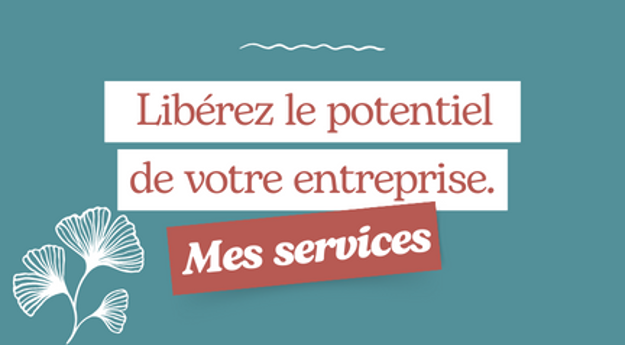 Libérez le potentiel
de votre entreprise.
Mes services